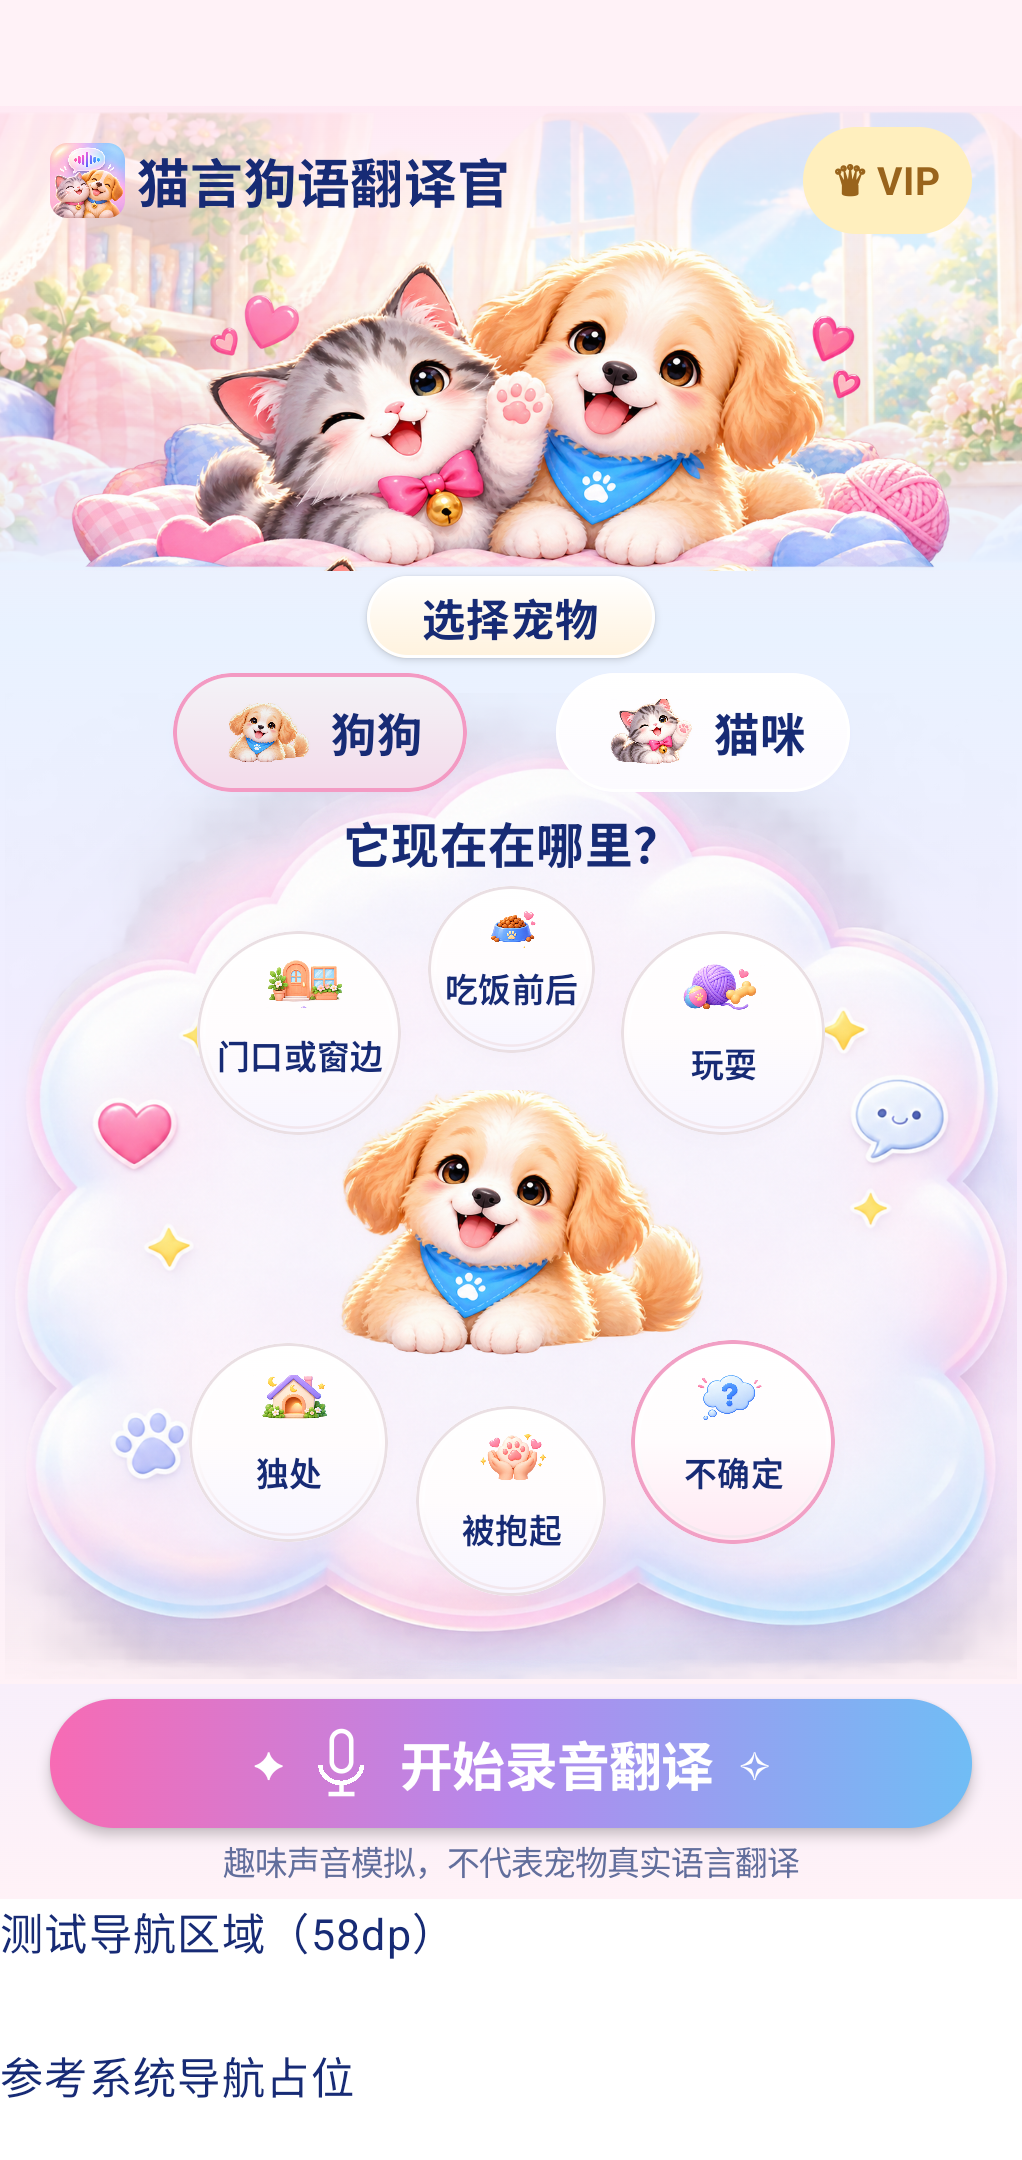 猫言狗语翻译官
VIP
选择宠物
狗狗
猫咪
它现在在哪里？
吃饭前后
门口或窗边
玩耍
独处
被抱起
不确定
开始录音翻译
趣味声音模拟，不代表宠物真实语言翻译
测试导航区域（58dp）
参考系统导航占位